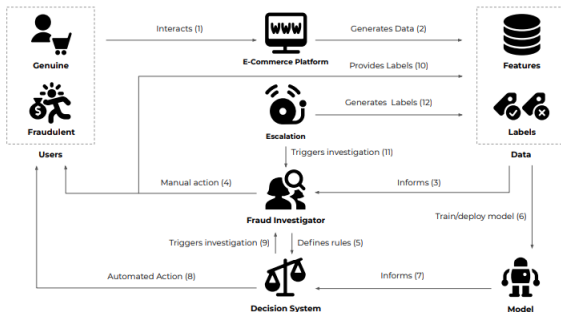 Interacts (1)
WWW
Generates Data (2)
Genuine
E-Commerce Platform
Features
Provides Labels (10)
Generates Labels (12)
Fraudulent
Escalation
Labels
Users
Data
Triggers investigation (11)
Manual action (4)
Informs (3)
Fraud Investigator
Train/deploy model (6)
Triggers investigation (9)
Defines rules (5)
Automated Action (8)
Informs (7)
Decision System
Model
$